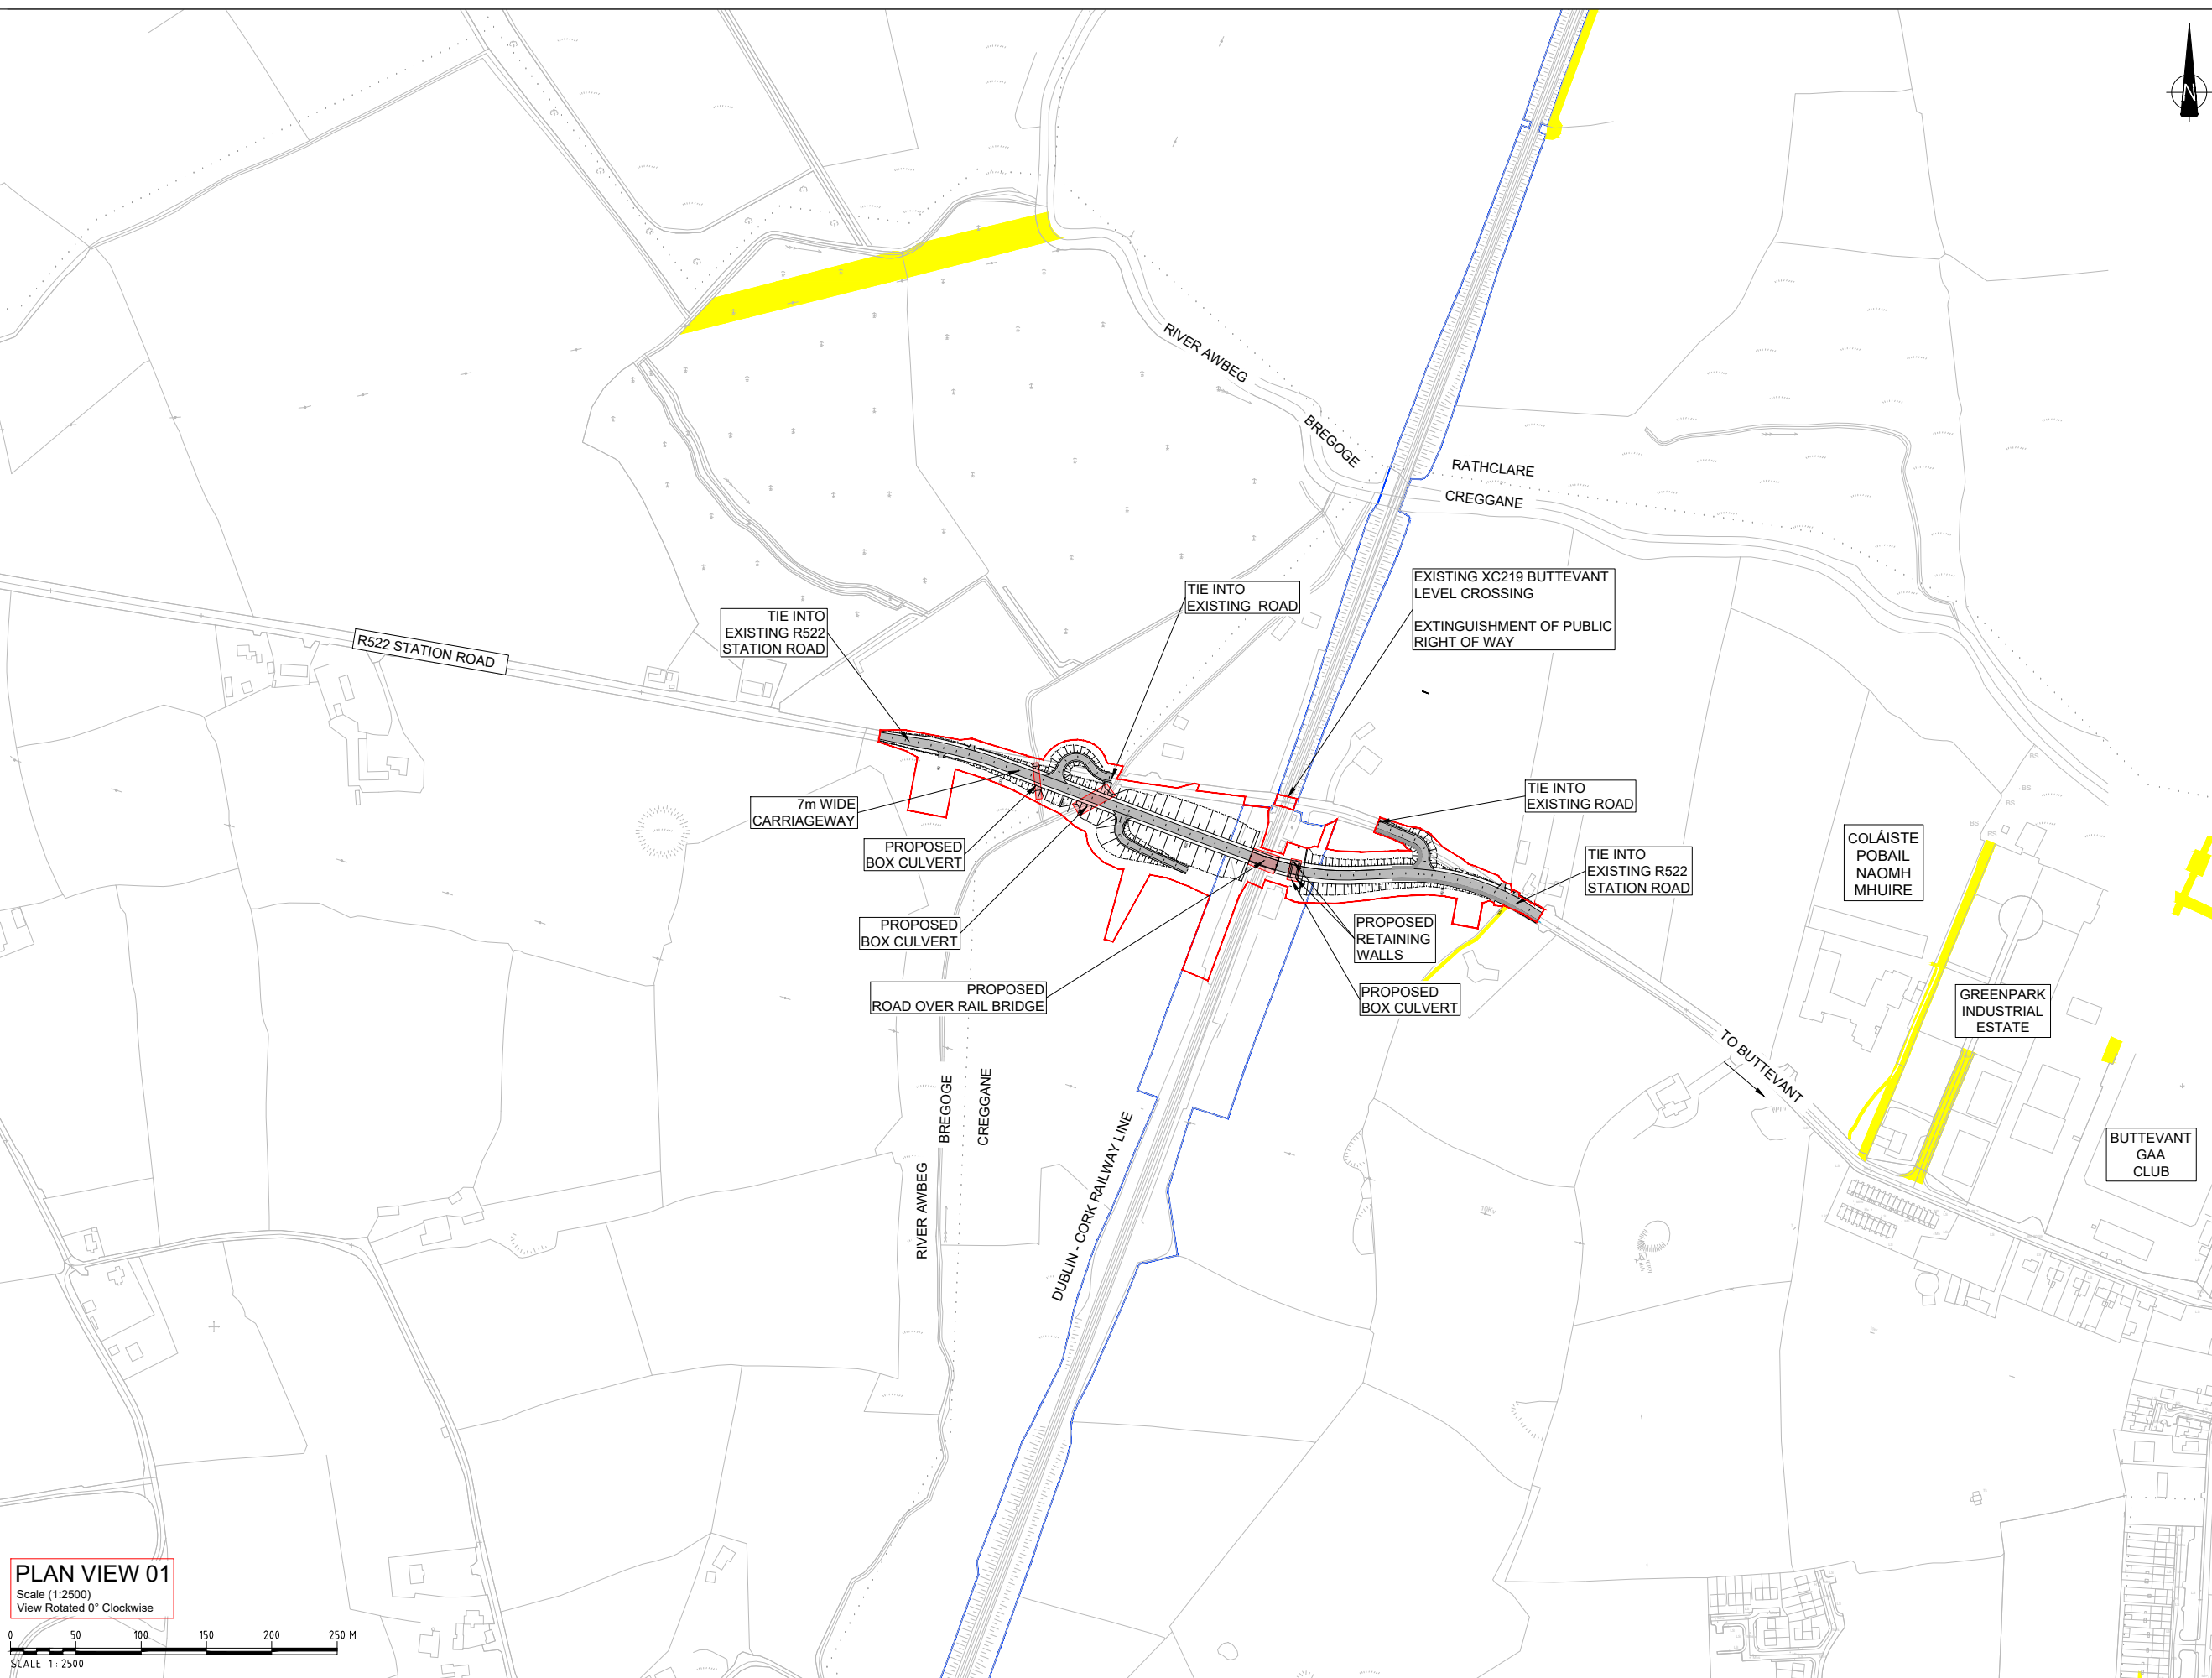 N
RIVER AWBEG
BREGOGE
RATHCLARE
CREGGANE
TIE INTO
EXISTING ROAD
EXISTING XC219 BUTTEVANT
LEVEL CROSSING
EXTINGUISHMENT OF PUBLIC
RIGHT OF WAY
TIE INTO
EXISTING R522
STATION ROAD
R522 STATION ROAD
7m WIDE
CARRIAGEWAY
TIE INTO
EXISTING ROAD
PROPOSED
BOX CULVERT
TIE INTO
EXISTING R522
STATION ROAD
COLÁISTE
POBAIL
NAOMH
MHUIRE
BS
BS
BS
BS
BS
PROPOSED
BOX CULVERT
PROPOSED
RETAINING
WALLS
PROPOSED
ROAD OVER RAIL BRIDGE
PROPOSED
BOX CULVERT
GREENPARK
INDUSTRIAL
ESTATE
TO BUTTEVANT
BREGOGE
CREGGANE
RIVER AWBEG
DUBLIN - CORK RAILWAY LINE
BUTTEVANT
GAA
CLUB
PLAN VIEW 01
Scale (1:2500)
View Rotated 0° Clockwise
0 50 100 150 200 250 M
SCALE 1:2500